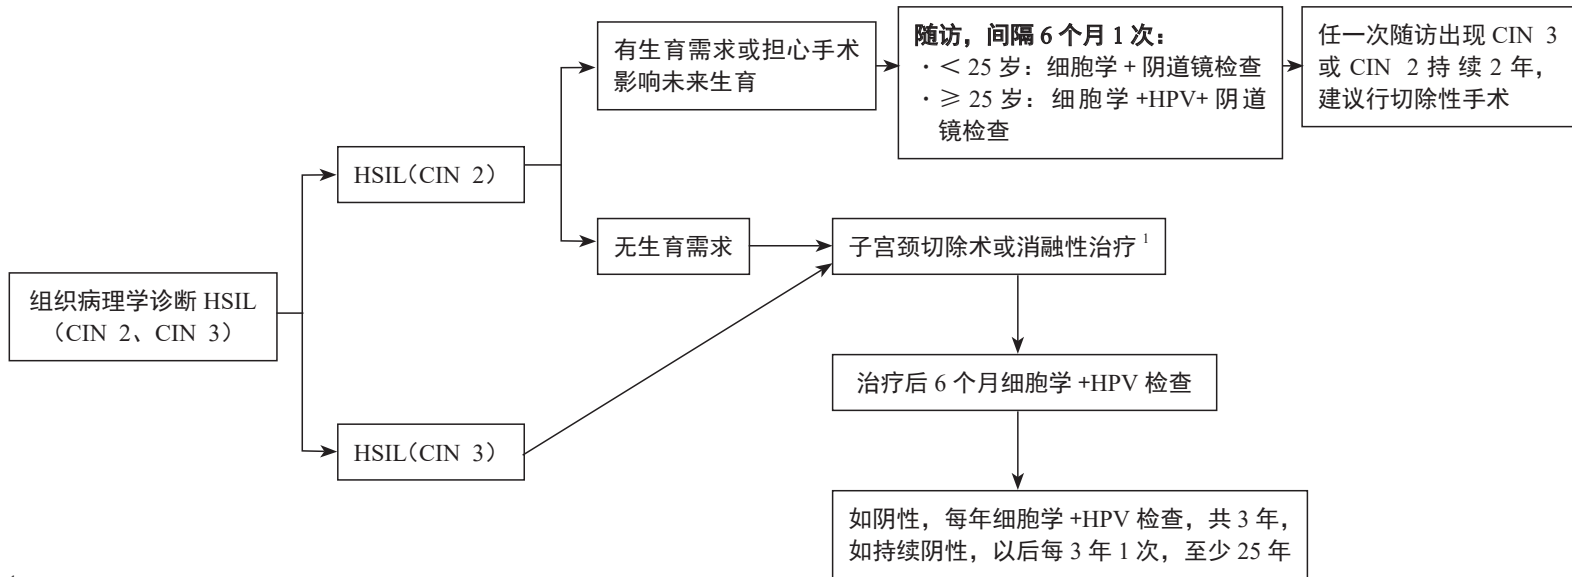 有生育需求或担心手术
影响未来生育
随访，间隔 6 个月 1 次：
· < 25 岁：细胞学 + 阴道镜检查
· ≥ 25 岁：细胞学 +HPV+ 阴道
镜检查
任一次随访出现 CIN 3
或 CIN 2 持续 2 年，
建议行切除性手术
HSIL（CIN 2）
无生育需求
子宫颈切除术或消融性治疗 1
组织病理学诊断 HSIL
（CIN 2、CIN 3）
治疗后 6 个月细胞学 +HPV 检查
HSIL（CIN 3）
如阴性，每年细胞学 +HPV 检查，共 3 年，
如持续阴性，以后每 3 年 1 次，至少 25 年